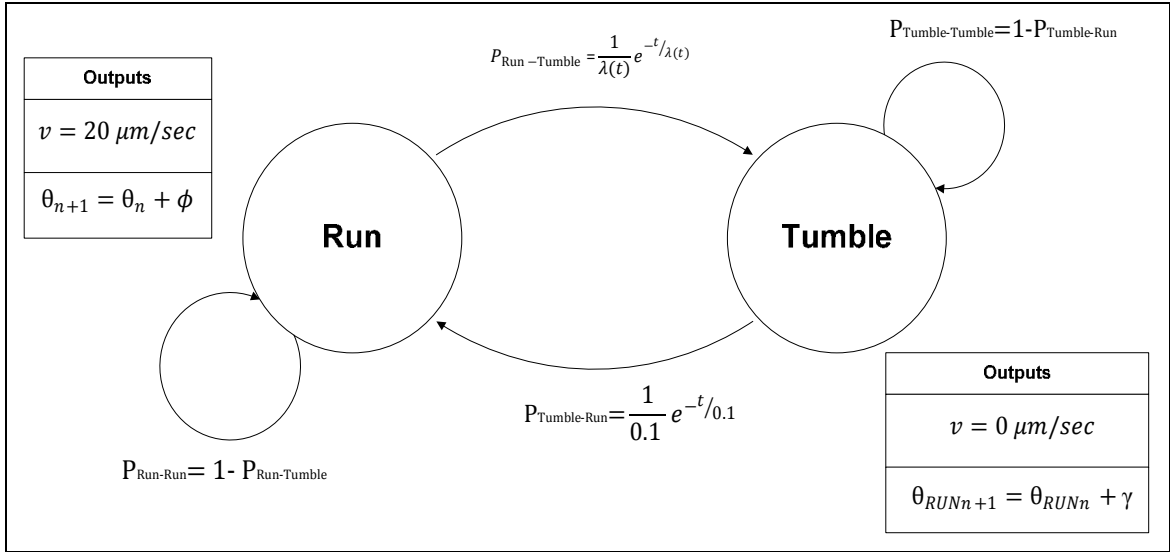 P_Tumble-Tumble=1-P_Tumble-Run
P_Run –Tumble = 1/λ(t) e^(−t/λ(t))
Outputs
v = 20 μm/sec
θ_n+1 = θ_n + ϕ
Run
Tumble
P_Tumble-Run= 1/0.1 e^(−t/0.1)
P_Run-Run= 1- P_Run-Tumble
Outputs
v = 0 μm/sec
θ_RUNn+1 = θ_RUNn + γ